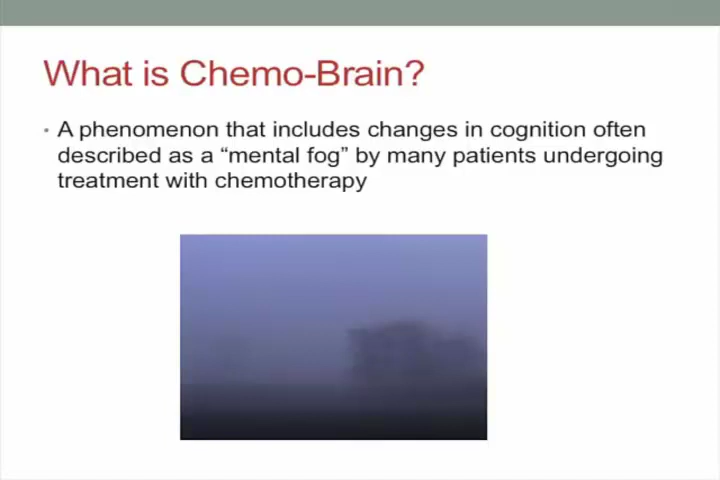 What is Chemo-Brain?
• A phenomenon that includes changes in cognition often
described as a “mental fog” by many patients undergoing
treatment with chemotherapy